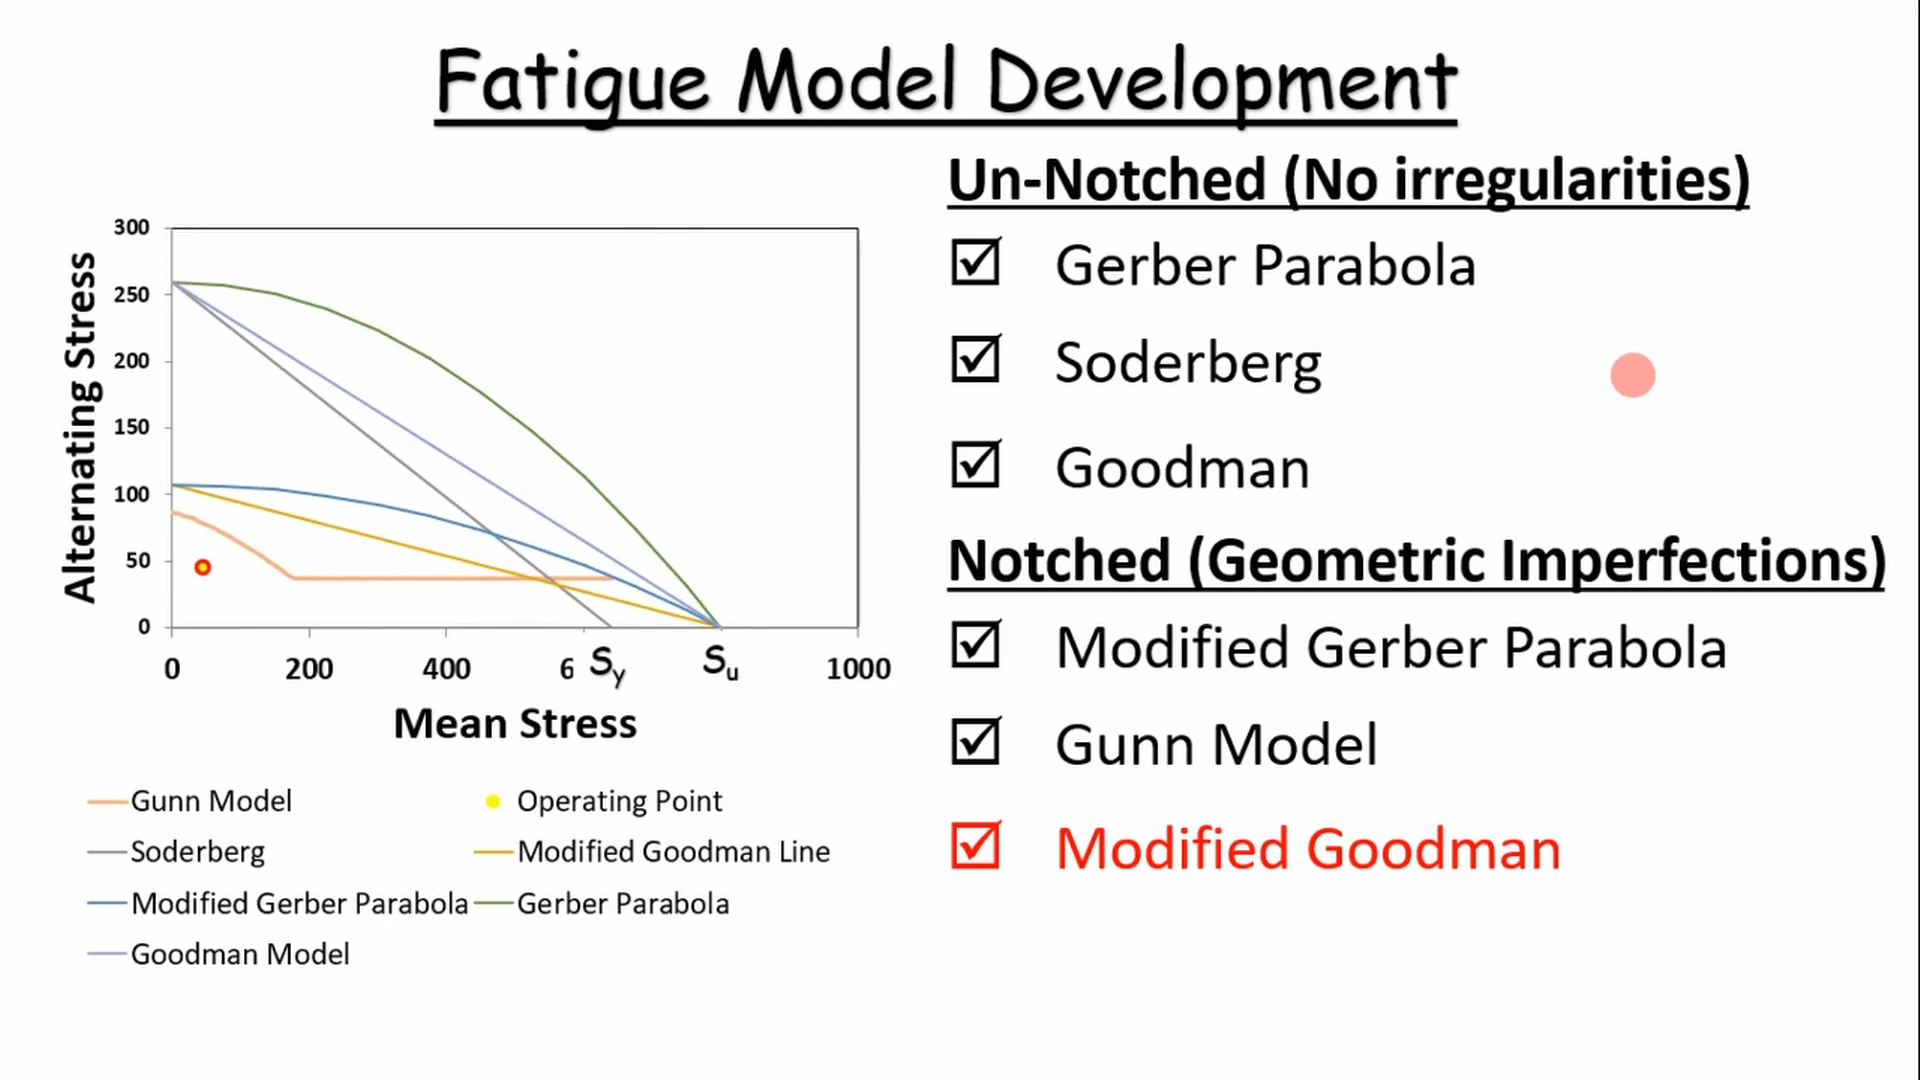 Fatigue Model Development
Un-Notched (No irregularities)
☑ Gerber Parabola
☑ Soderberg
☑ Goodman
Notched (Geometric Imperfections)
☑ Modified Gerber Parabola
☑ Gunn Model
☑ Modified Goodman
Alternating Stress
300
250
200
150
100
50
0
0 200 400 6 Sy Su 1000
Mean Stress
Gunn Model Operating Point
Soderberg Modified Goodman Line
Modified Gerber Parabola Gerber Parabola
Goodman Model